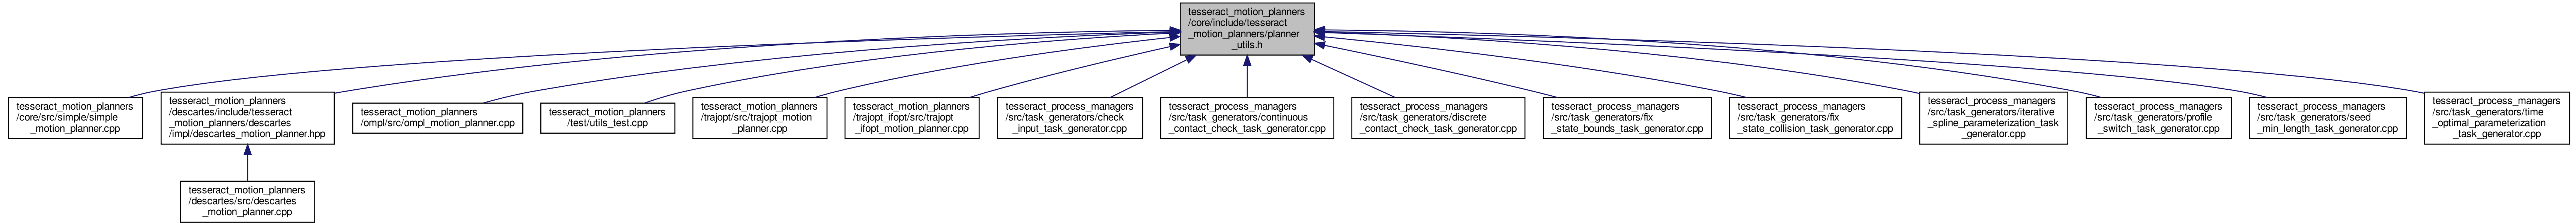 tesseract_motion_planners
/core/include/tesseract
_motion_planners/planner
_utils.h
tesseract_motion_planners
/core/src/simple/simple
_motion_planner.cpp
tesseract_motion_planners
/descartes/include/tesseract
_motion_planners/descartes
/impl/descartes_motion_planner.hpp
tesseract_motion_planners
/ompl/src/ompl_motion_planner.cpp
tesseract_motion_planners
/test/utils_test.cpp
tesseract_motion_planners
/trajopt/src/trajopt_motion
_planner.cpp
tesseract_motion_planners
/trajopt_ifopt/src/trajopt
_ifopt_motion_planner.cpp
tesseract_process_managers
/src/task_generators/check
_input_task_generator.cpp
tesseract_process_managers
/src/task_generators/continuous
_contact_check_task_generator.cpp
tesseract_process_managers
/src/task_generators/discrete
_contact_check_task_generator.cpp
tesseract_process_managers
/src/task_generators/fix
_state_bounds_task_generator.cpp
tesseract_process_managers
/src/task_generators/fix
_state_collision_task_generator.cpp
tesseract_process_managers
/src/task_generators/iterative
_spline_parameterization_task
_generator.cpp
tesseract_process_managers
/src/task_generators/profile
_switch_task_generator.cpp
tesseract_process_managers
/src/task_generators/seed
_min_length_task_generator.cpp
tesseract_process_managers
/src/task_generators/time
_optimal_parameterization
_task_generator.cpp
tesseract_motion_planners
/descartes/src/descartes
_motion_planner.cpp